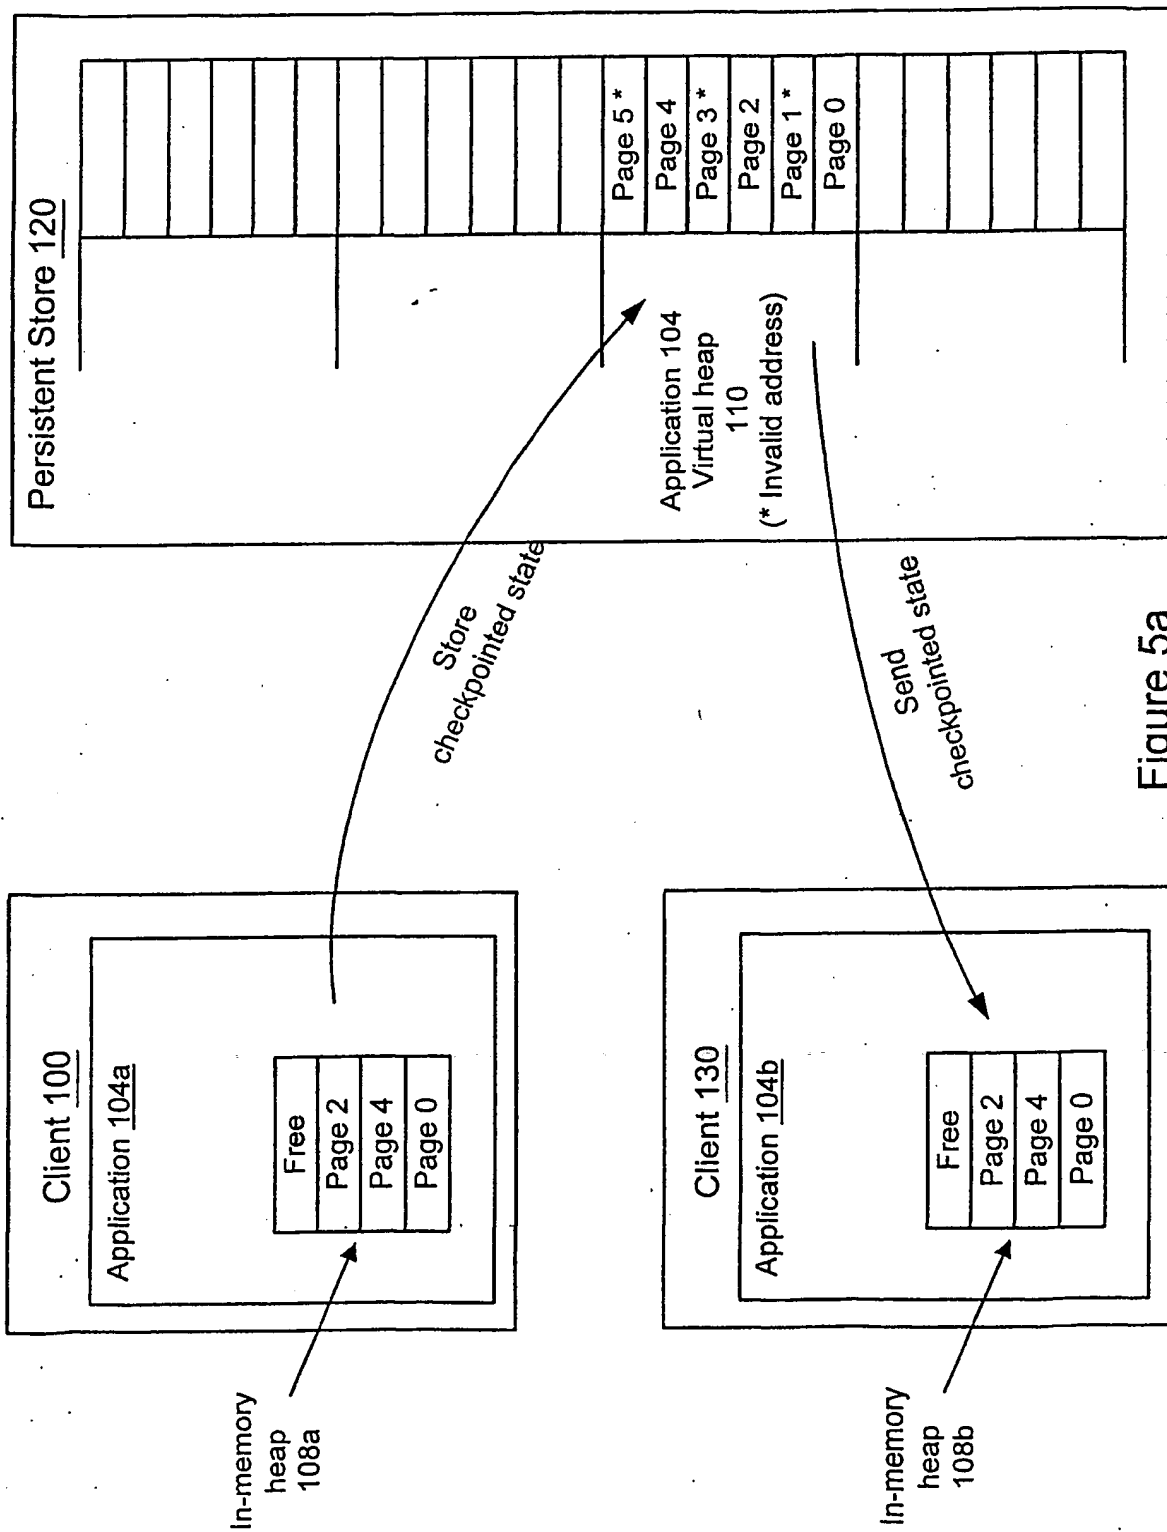 Client 100
Application 104a
Free
Page 2
Page 4
Page 0
In-memory
heap
108a
Store
checkpointed state
Persistent Store 120
Application 104
Virtual heap
110
(* Invalid address)
Page 5 *
Page 4
Page 3 *
Page 2
Page 1 *
Page 0
Client 130
Application 104b
Free
Page 2
Page 4
Page 0
In-memory
heap
108b
Send
checkpointed state
Figure 5a